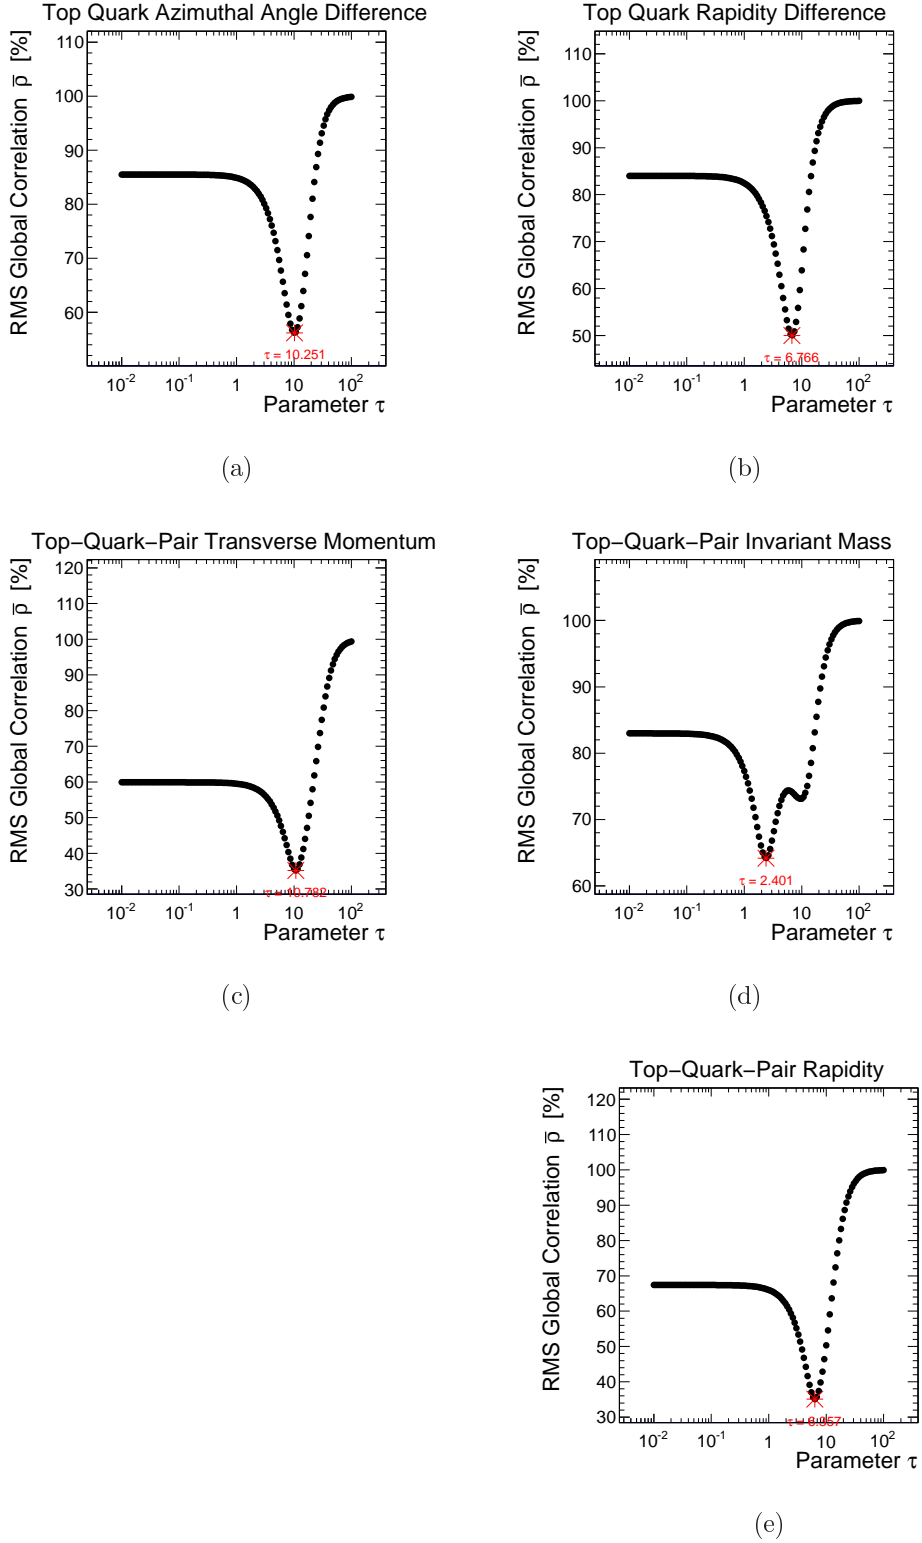 Top Quark Azimuthal Angle Difference
RMS Global Correlation ρ̅ [%]
110
100
90
80
70
60
τ = 10.251
10⁻² 10⁻¹ 1 10 10²
Parameter τ
(a)
Top Quark Rapidity Difference
RMS Global Correlation ρ̅ [%]
110
100
90
80
70
60
50
τ = 6.766
10⁻² 10⁻¹ 1 10 10²
Parameter τ
(b)
Top−Quark−Pair Transverse Momentum
RMS Global Correlation ρ̅ [%]
120
110
100
90
80
70
60
50
40
30
τ = 10.782
10⁻² 10⁻¹ 1 10 10²
Parameter τ
(c)
Top−Quark−Pair Invariant Mass
RMS Global Correlation ρ̅ [%]
100
90
80
70
60
τ = 2.401
10⁻² 10⁻¹ 1 10 10²
Parameter τ
(d)
Top−Quark−Pair Rapidity
RMS Global Correlation ρ̅ [%]
120
110
100
90
80
70
60
50
40
30
τ = 6.357
10⁻² 10⁻¹ 1 10 10²
Parameter τ
(e)